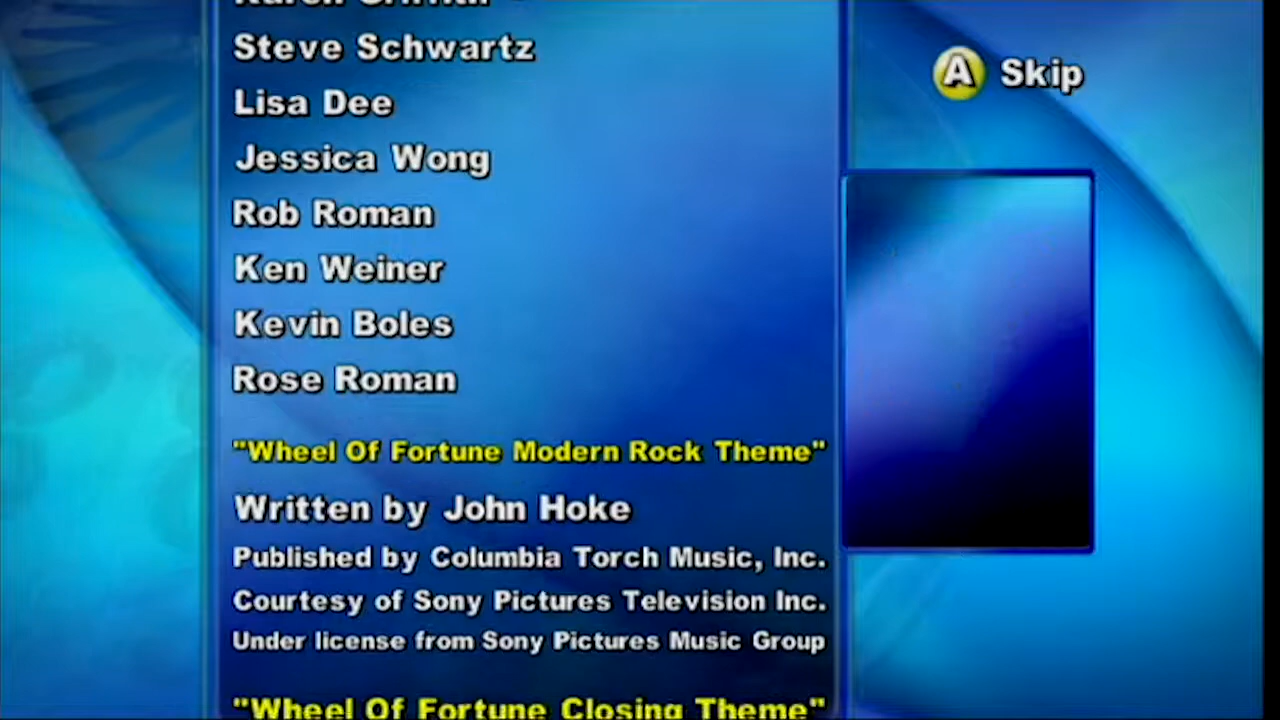 Karen Griffith
Steve Schwartz
A Skip
Lisa Dee
Jessica Wong
Rob Roman
Ken Weiner
Kevin Boles
Rose Roman
"Wheel Of Fortune Modern Rock Theme"
Written by John Hoke
Published by Columbia Torch Music, Inc.
Courtesy of Sony Pictures Television Inc.
Under license from Sony Pictures Music Group
"Wheel Of Fortune Closing Theme"